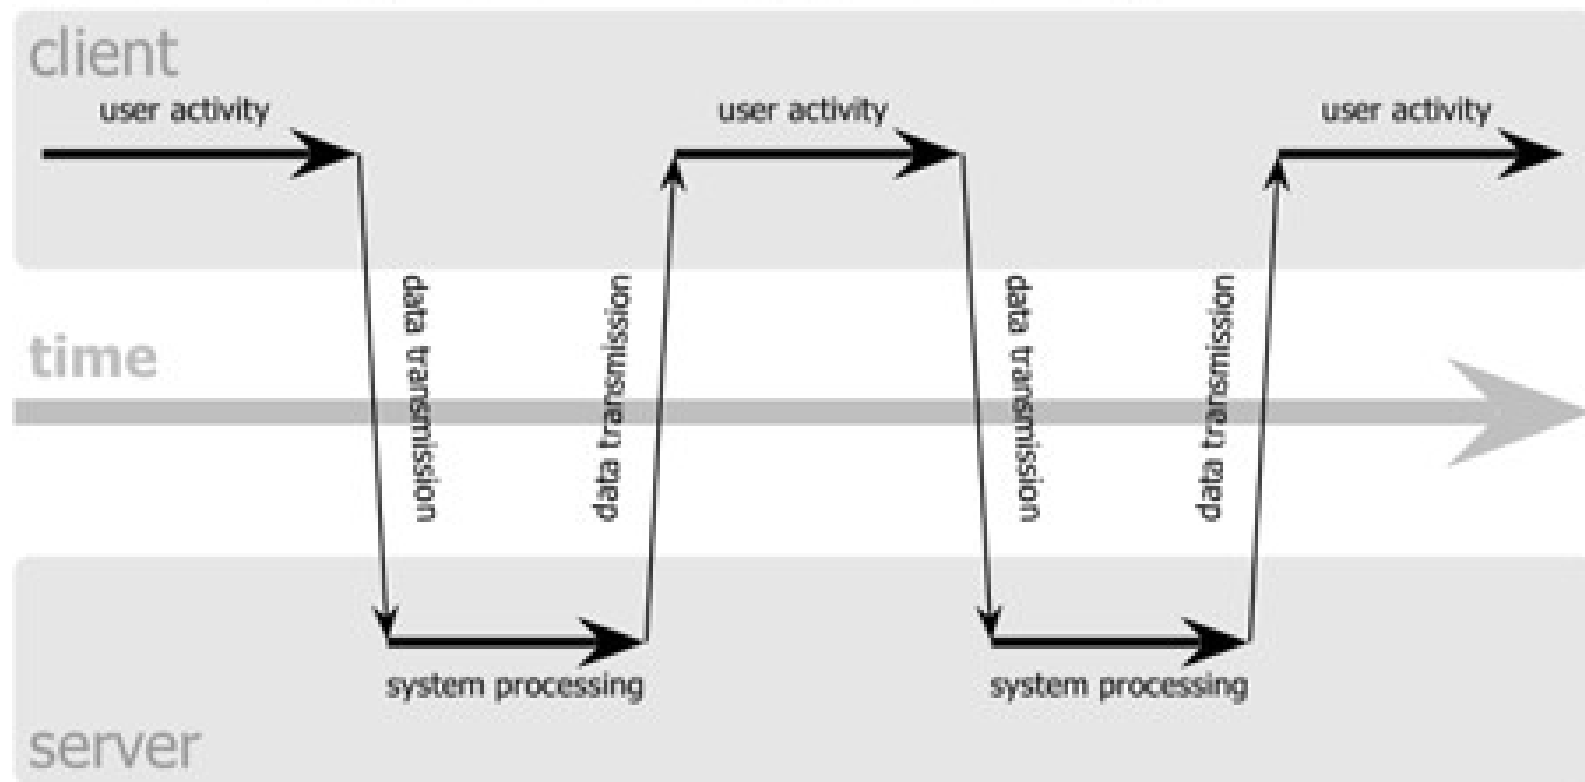 client
user activity
user activity
user activity
data transmission
data transmission
data transmission
data transmission
time
system processing
system processing
server